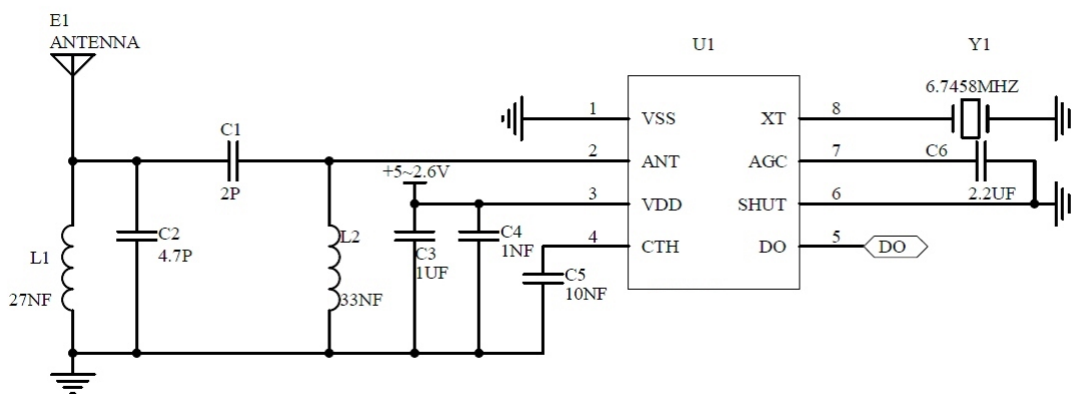 E1
ANTENNA
U1
Y1
6.7458MHZ
1
VSS
XT
8
C1
2
ANT
AGC
7
C6
2P
+5~2.6V
3
VDD
SHUT
6
2.2UF
C2
4.7P
L2
C3
1UF
C4
1NF
4
CTH
DO
5
DO
L1
27NF
33NF
C5
10NF